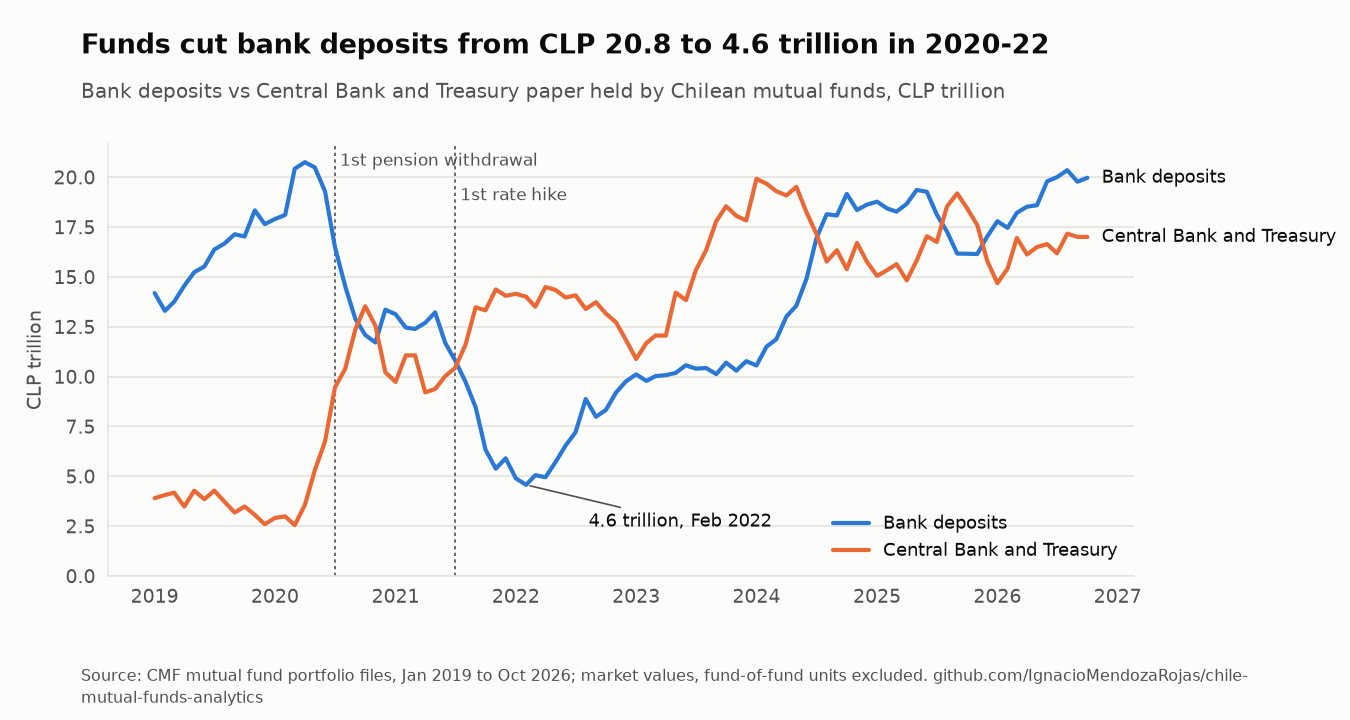 Funds cut bank deposits from CLP 20.8 to 4.6 trillion in 2020-22
Bank deposits vs Central Bank and Treasury paper held by Chilean mutual funds, CLP trillion
1st pension withdrawal
1st rate hike
20.0
17.5
15.0
12.5
10.0
7.5
5.0
2.5
0.0
CLP trillion
Bank deposits
Central Bank and Treasury
4.6 trillion, Feb 2022
Bank deposits
Central Bank and Treasury
2019 2020 2021 2022 2023 2024 2025 2026 2027
Source: CMF mutual fund portfolio files, Jan 2019 to Oct 2026; market values, fund-of-fund units excluded. github.com/IgnacioMendozaRojas/chile-
mutual-funds-analytics